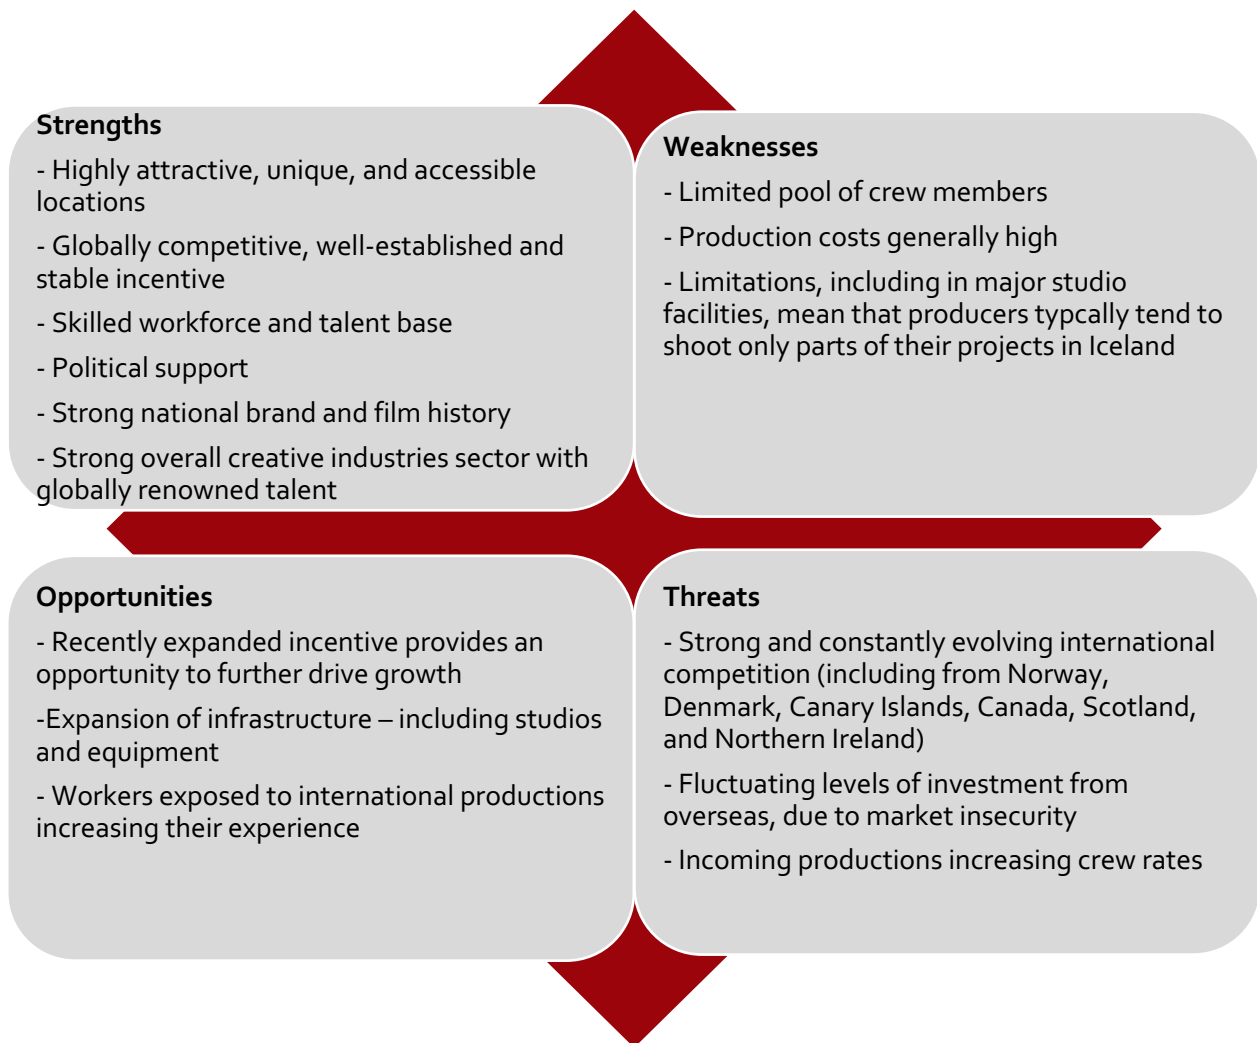 Strengths
- Highly attractive, unique, and accessible
locations
- Globally competitive, well-established and
stable incentive
- Skilled workforce and talent base
- Political support
- Strong national brand and film history
- Strong overall creative industries sector with
globally renowned talent
Weaknesses
- Limited pool of crew members
- Production costs generally high
- Limitations, including in major studio
facilities, mean that producers typcally tend to
shoot only parts of their projects in Iceland
Opportunities
- Recently expanded incentive provides an
opportunity to further drive growth
-Expansion of infrastructure – including studios
and equipment
- Workers exposed to international productions
increasing their experience
Threats
- Strong and constantly evolving international
competition (including from Norway,
Denmark, Canary Islands, Canada, Scotland,
and Northern Ireland)
- Fluctuating levels of investment from
overseas, due to market insecurity
- Incoming productions increasing crew rates